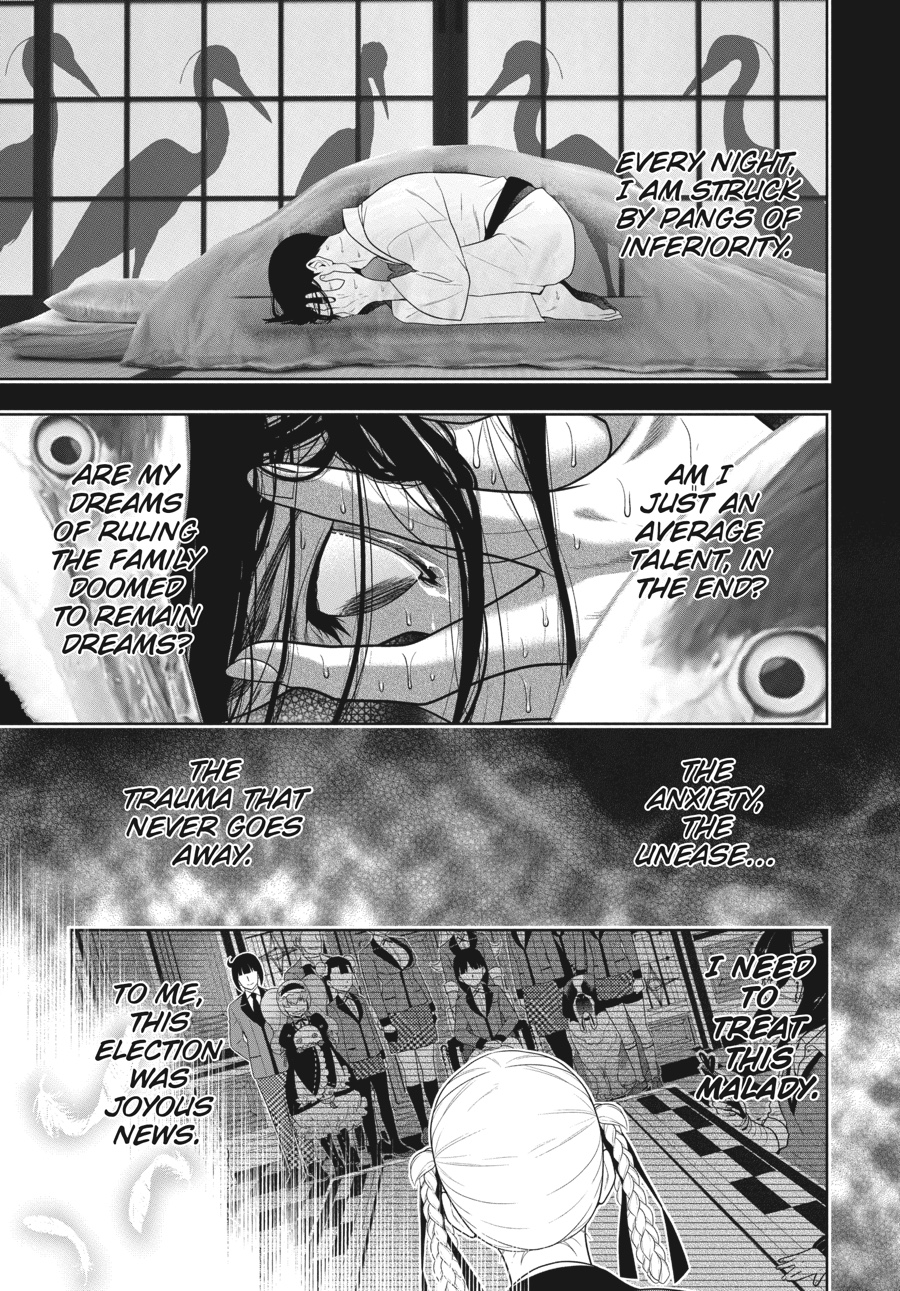 EVERY NIGHT,
I AM STRUCK
BY PANGS OF
INFERIORITY.
AM I
JUST AN
AVERAGE
TALENT, IN
THE END?
ARE MY
DREAMS
OF RULING
THE FAMILY
DOOMED
TO REMAIN
DREAMS?
THE
ANXIETY,
THE
UNEASE...
THE
TRAUMA THAT
NEVER GOES
AWAY.
I NEED
TO
TREAT
THIS
MALADY.
TO ME,
THIS
ELECTION
WAS
JOYOUS
NEWS.